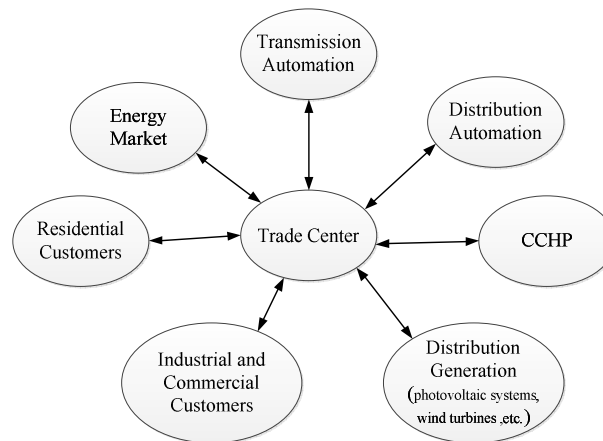 Transmission
Automation
Energy
Market
Distribution
Automation
Residential
Customers
Trade Center
CCHP
Industrial and
Commercial
Customers
Distribution
Generation
(photovoltaic systems,
wind turbines ,etc.)